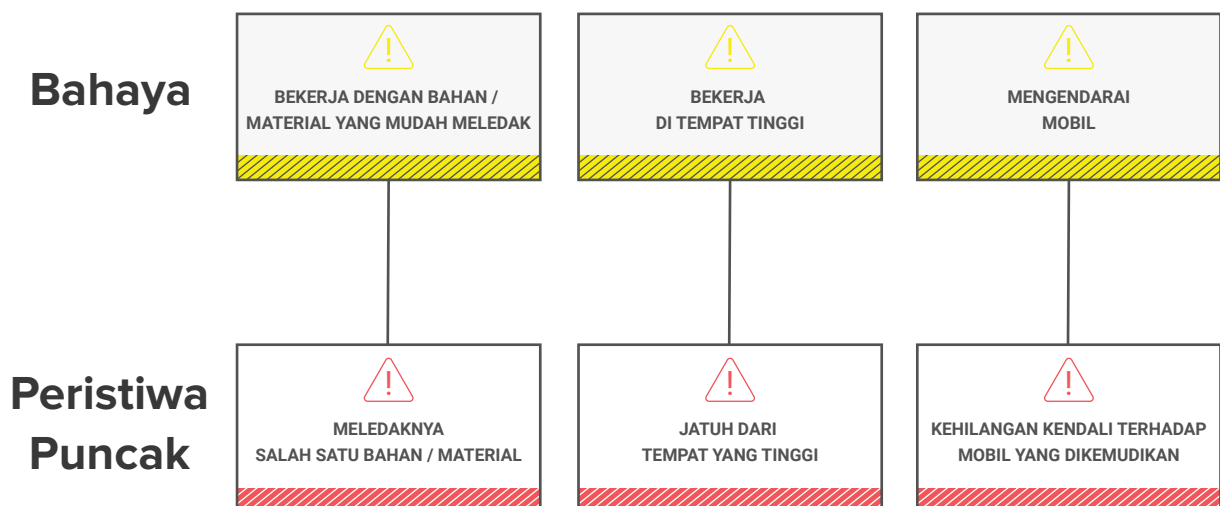 Bahaya
BEKERJA DENGAN BAHAN /
MATERIAL YANG MUDAH MELEDAK
BEKERJA
DI TEMPAT TINGGI
MENGENDARAI
MOBIL
Peristiwa
Puncak
MELEDAKNYA
SALAH SATU BAHAN / MATERIAL
JATUH DARI
TEMPAT YANG TINGGI
KEHILANGAN KENDALI TERHADAP
MOBIL YANG DIKEMUDIKAN